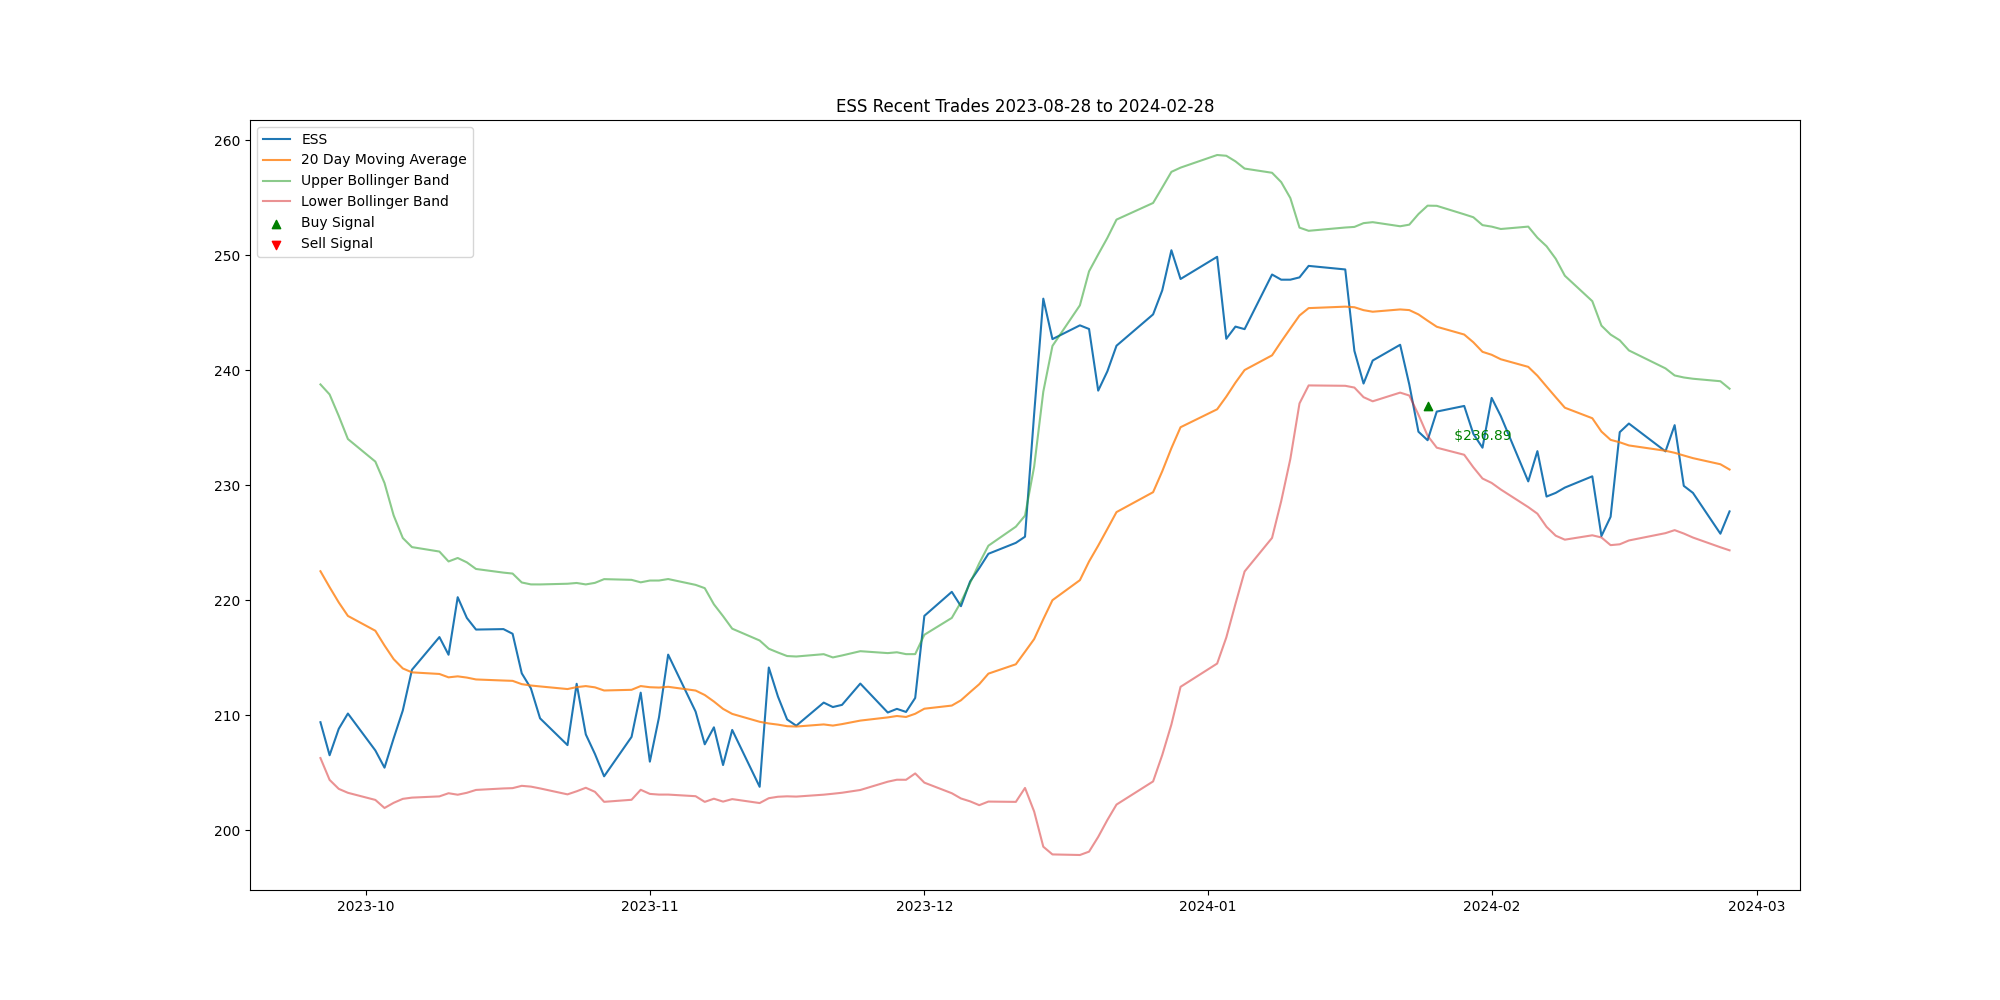 ESS Recent Trades 2023-08-28 to 2024-02-28
260
250
240
230
220
210
200
ESS
20 Day Moving Average
Upper Bollinger Band
Lower Bollinger Band
Buy Signal
Sell Signal
$236.89
2023-10
2023-11
2023-12
2024-01
2024-02
2024-03